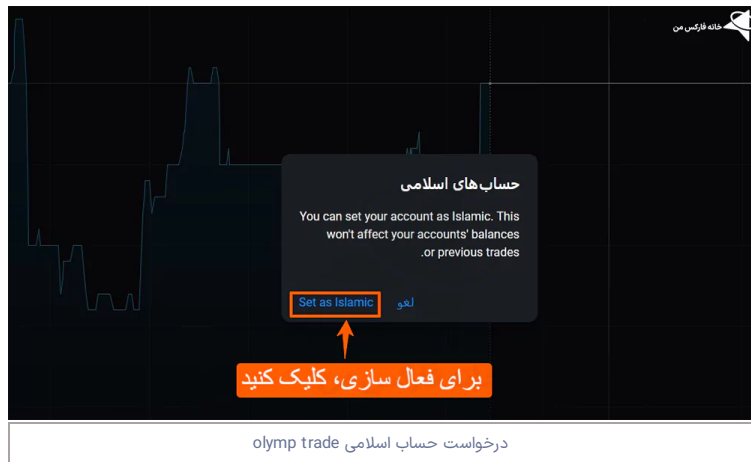 خانه فارکس من
حساب‌های اسلامی
You can set your account as Islamic. This
won't affect your accounts' balances
.or previous trades
Set as Islamic لغو
برای فعال سازی، کلیک کنید
درخواست حساب اسلامی olymp trade